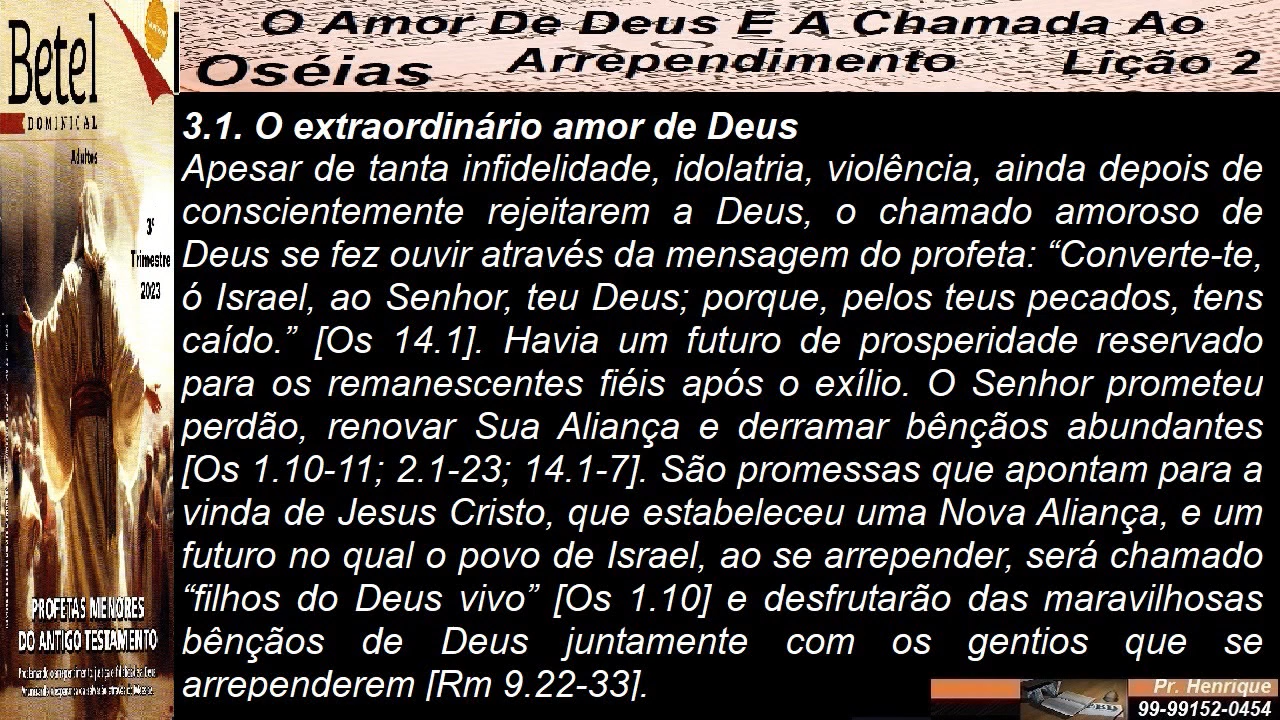 Betel
DOMINICAL
Adultos
3º
Trimestre
2023
PROFETAS MENORES
DO ANTIGO TESTAMENTO
O Amor De Deus E A Chamada Ao
Oséias Arrependimento Lição 2
3.1. O extraordinário amor de Deus
Apesar de tanta infidelidade, idolatria, violência, ainda depois de
conscientemente rejeitarem a Deus, o chamado amoroso de
Deus se fez ouvir através da mensagem do profeta: “Converte-te,
ó Israel, ao Senhor, teu Deus; porque, pelos teus pecados, tens
caído.” [Os 14.1]. Havia um futuro de prosperidade reservado
para os remanescentes fiéis após o exílio. O Senhor prometeu
perdão, renovar Sua Aliança e derramar bênçãos abundantes
[Os 1.10-11; 2.1-23; 14.1-7]. São promessas que apontam para a
vinda de Jesus Cristo, que estabeleceu uma Nova Aliança, e um
futuro no qual o povo de Israel, ao se arrepender, será chamado
“filhos do Deus vivo” [Os 1.10] e desfrutarão das maravilhosas
bênçãos de Deus juntamente com os gentios que se
arrependerem [Rm 9.22-33].
Pr. Henrique
99-99152-0454